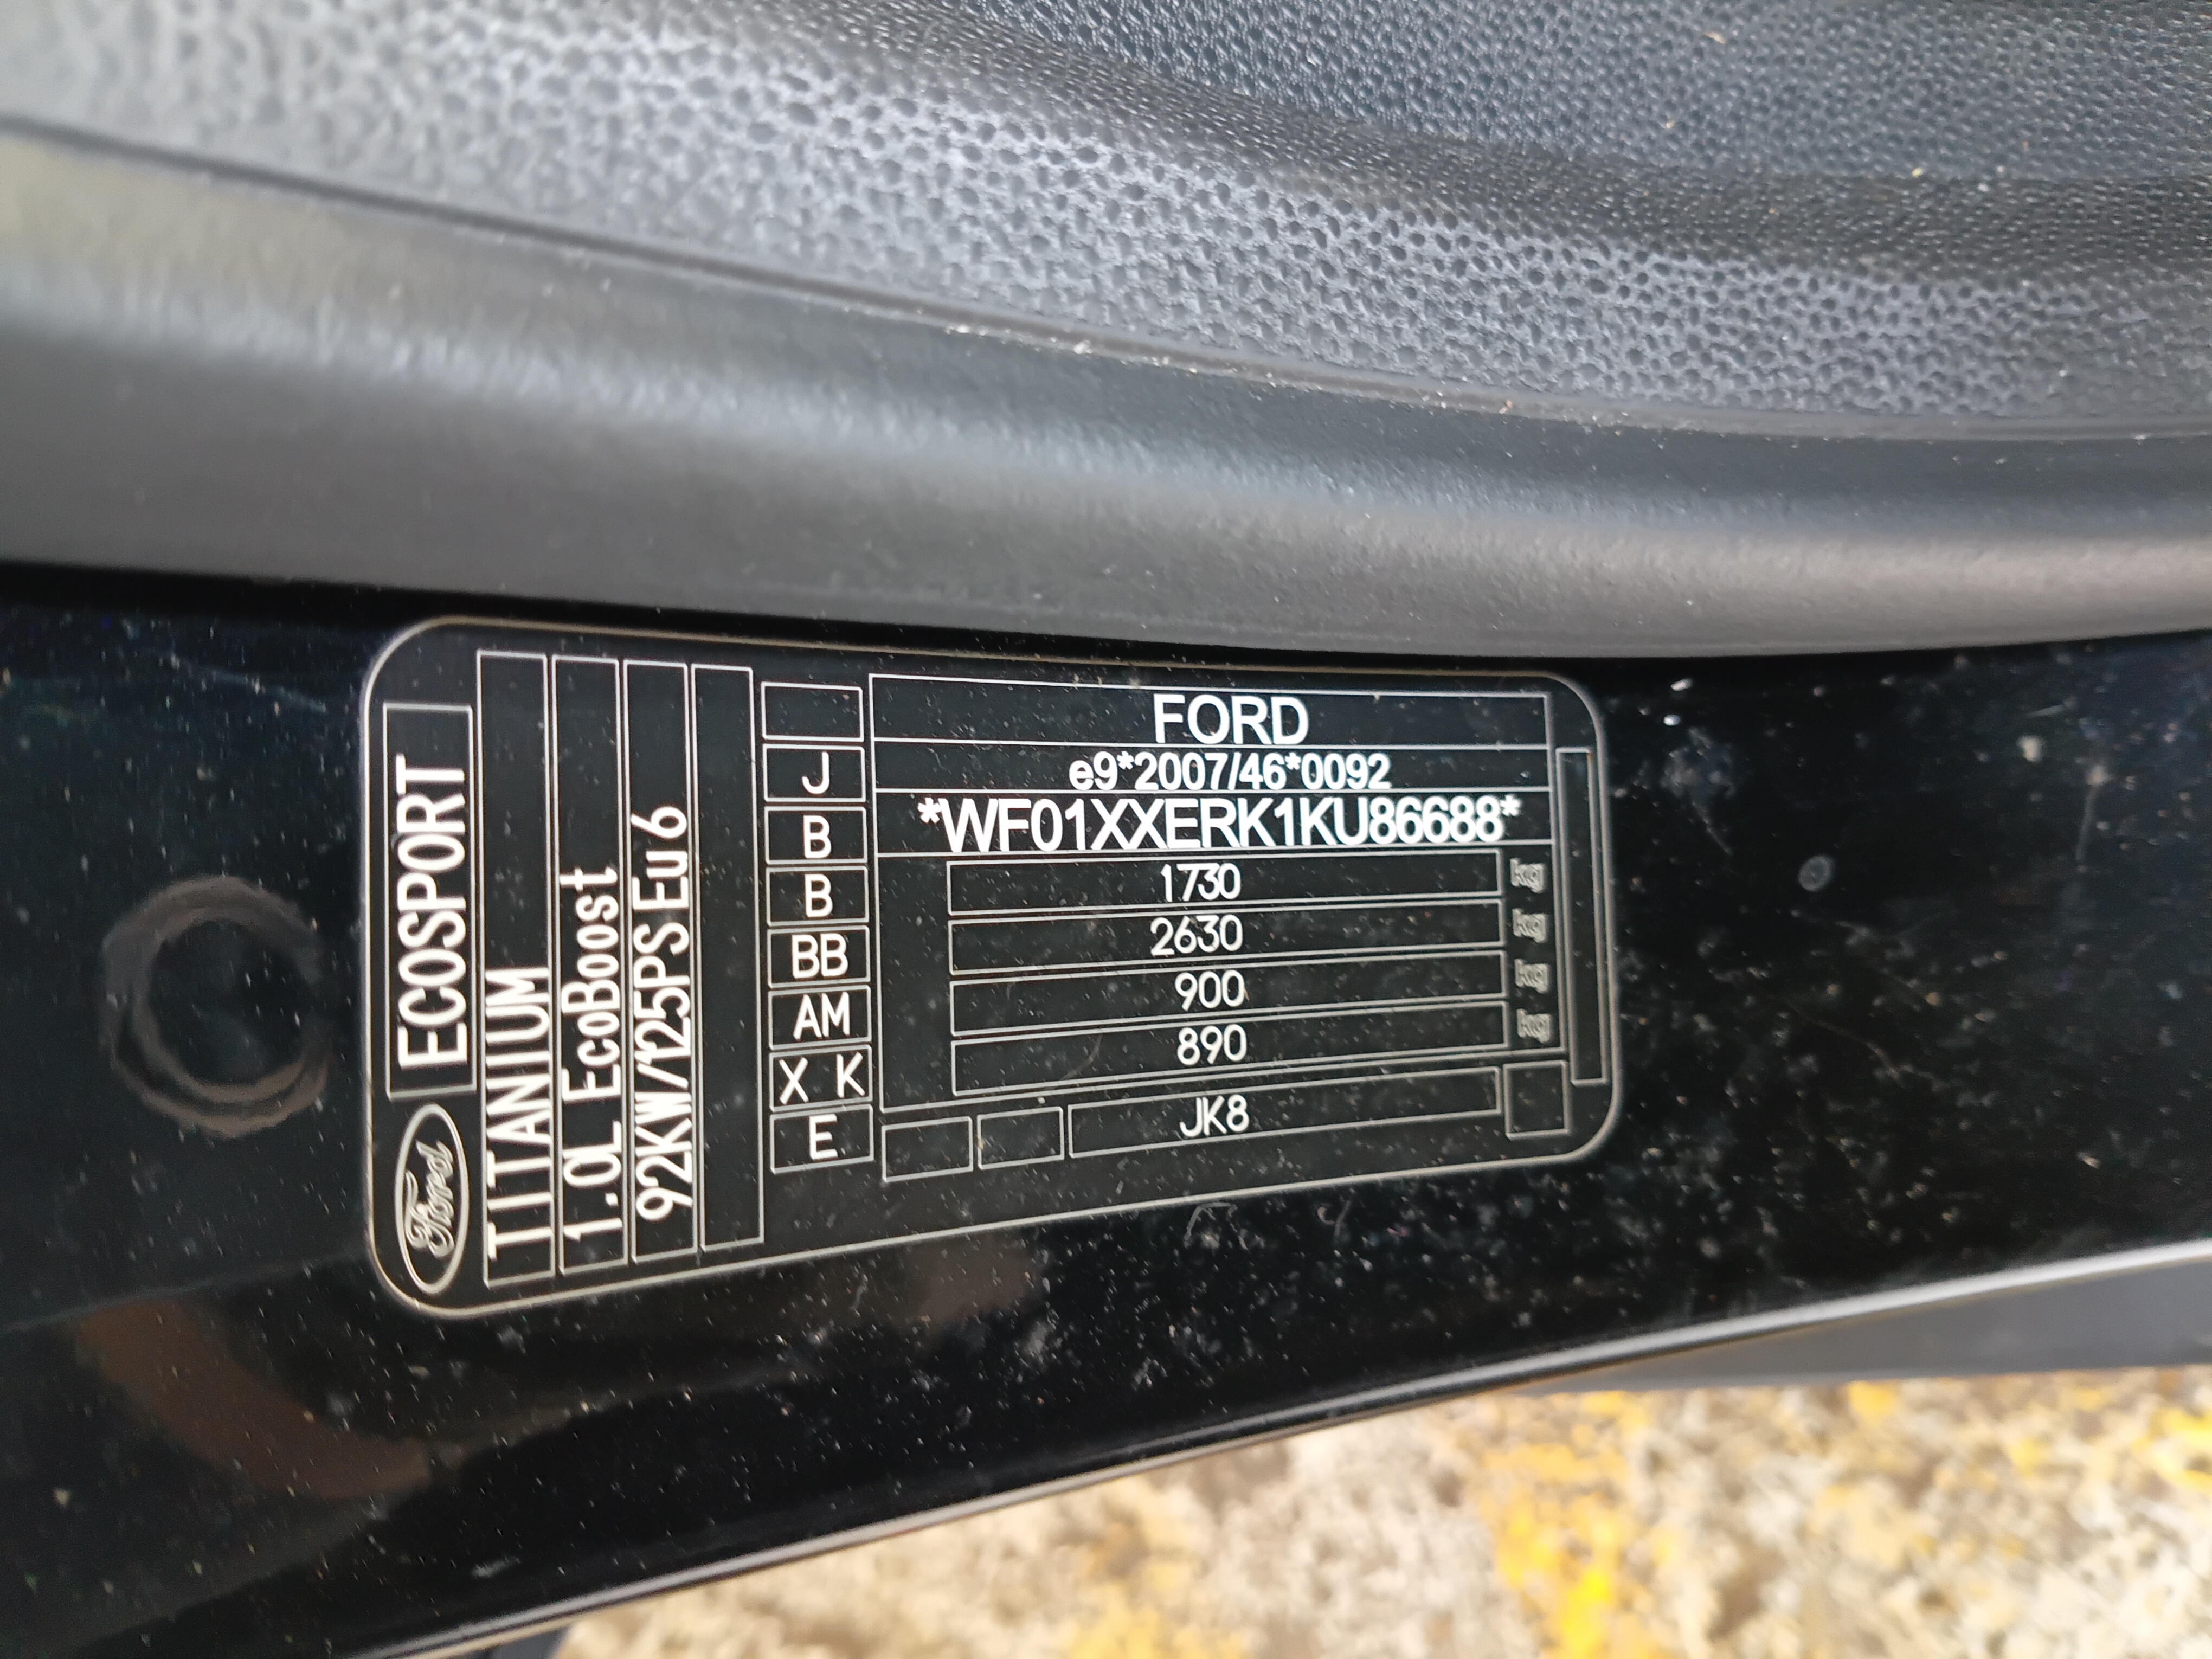 Ford ECOSPORT
TITANIUM
1.0L EcoBoost
92KW/125PS Eu6
J
B
B
BB
AM
X K
E
FORD
e9*2007/46*0092
*WF01XXERK1KU86688*
1730 kg
2630 kg
900 kg
890 kg
JK8